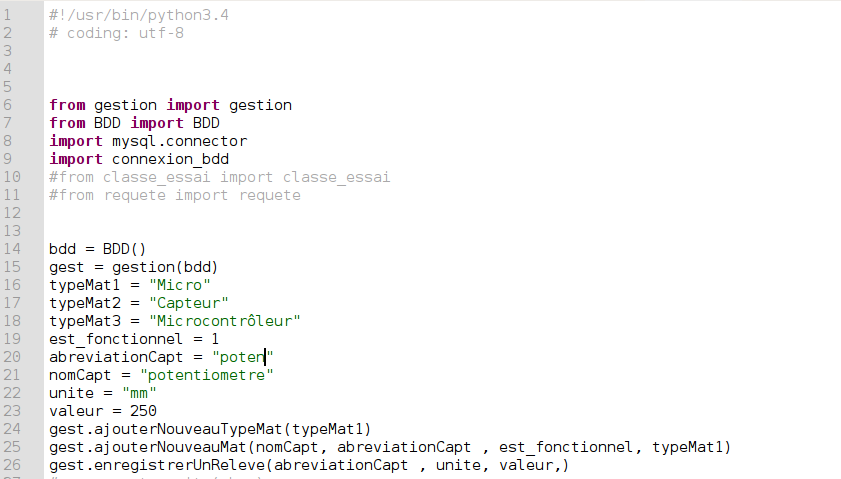 1 #!/usr/bin/python3.4
2 # coding: utf-8
3
4
5
6 from gestion import gestion
7 from BDD import BDD
8 import mysql.connector
9 import connexion_bdd
10 #from classe_essai import classe_essai
11 #from requete import requete
12
13
14 bdd = BDD()
15 gest = gestion(bdd)
16 typeMat1 = "Micro"
17 typeMat2 = "Capteur"
18 typeMat3 = "Microcontrôleur"
19 est_fonctionnel = 1
20 abreviationCapt = "poten"
21 nomCapt = "potentiometre"
22 unite = "mm"
23 valeur = 250
24 gest.ajouterNouveauTypeMat(typeMat1)
25 gest.ajouterNouveauMat(nomCapt, abreviationCapt , est_fonctionnel, typeMat1)
26 gest.enregistrerUnReleve(abreviationCapt , unite, valeur,)